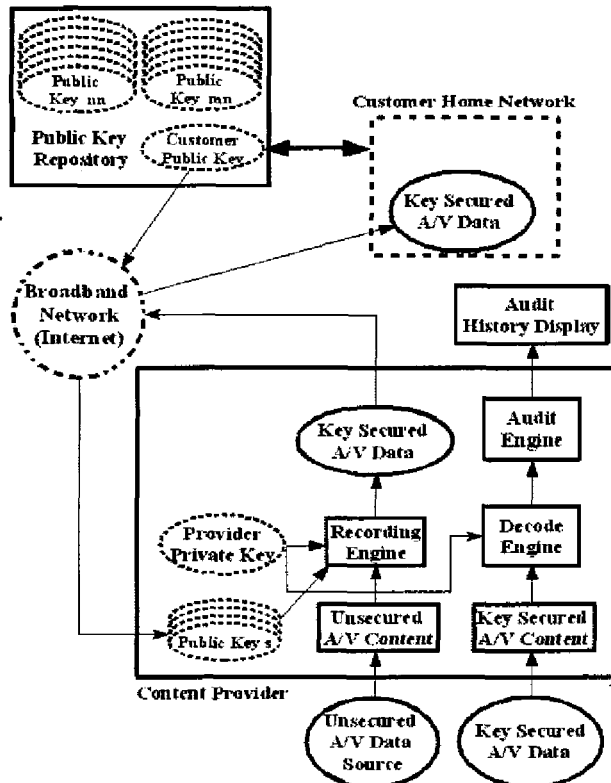 Public
Key nn
Public
Key mn
Public Key
Repository
Customer
Public Key
Customer Home Network
Key Secured
A/V Data
Broadband
Network
(Internet)
Audit
History Display
Key Secured
A/V Data
Audit
Engine
Provider
Private Key
Recording
Engine
Decode
Engine
Public Key s
Unsecured
A/V Content
Key Secured
A/V Content
Content Provider
Unsecured
A/V Data
Source
Key Secured
A/V Data